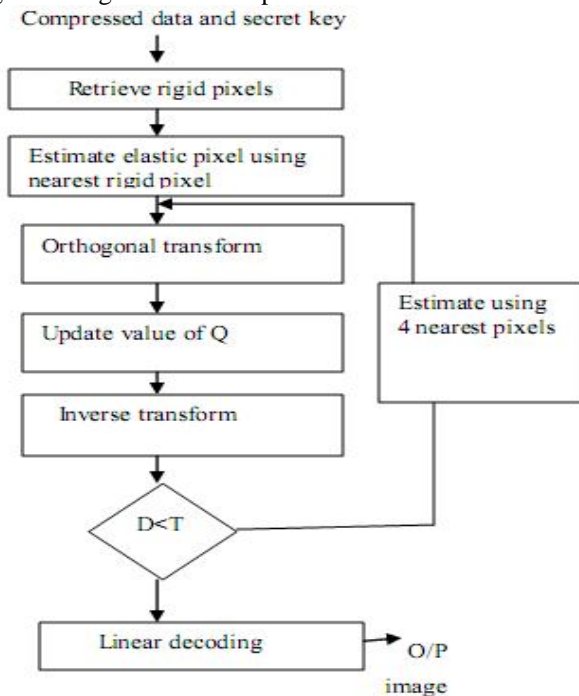 Compressed data and secret key
Retrieve rigid pixels
Estimate elastic pixel using
nearest rigid pixel
Orthogonal transform
Estimate using
4 nearest pixels
Update value of Q
Inverse transform
D<T
Linear decoding
O/P
image